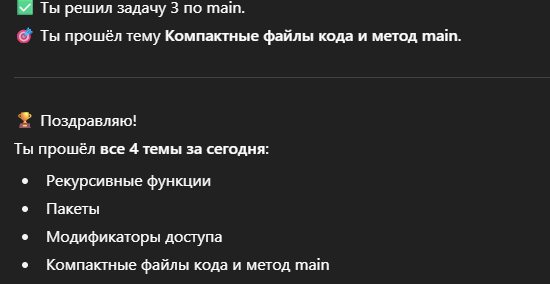 ✅ Ты решил задачу 3 по main.
🎯 Ты прошёл тему Компактные файлы кода и метод main.
🏆 Поздравляю!
Ты прошёл все 4 темы за сегодня:
• Рекурсивные функции
• Пакеты
• Модификаторы доступа
• Компактные файлы кода и метод main